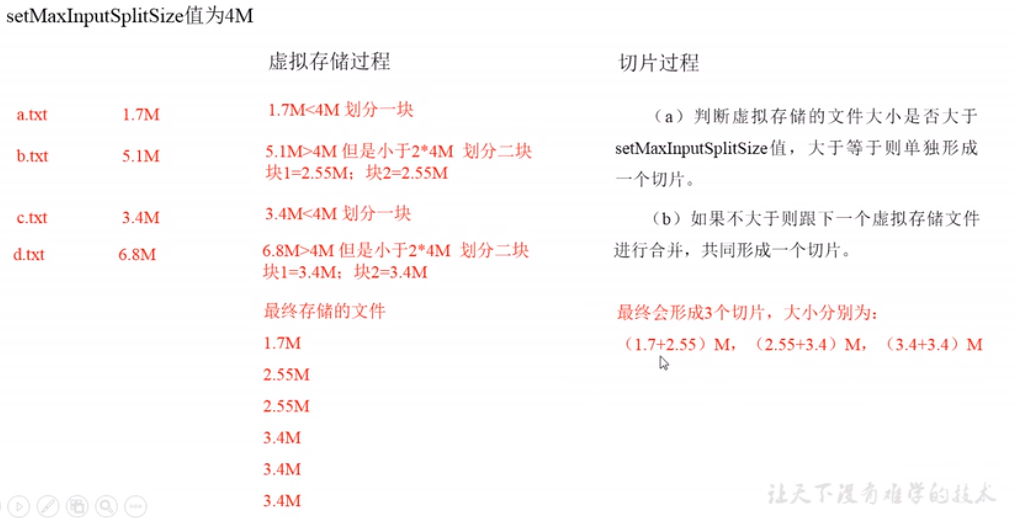 setMaxInputSplitSize值为4M
虚拟存储过程
a.txt 1.7M 1.7M<4M 划分一块
b.txt 5.1M 5.1M>4M 但是小于2*4M 划分二块
块1=2.55M；块2=2.55M
c.txt 3.4M 3.4M<4M 划分一块
d.txt 6.8M 6.8M>4M 但是小于2*4M 划分二块
块1=3.4M；块2=3.4M
最终存储的文件
1.7M
2.55M
2.55M
3.4M
3.4M
3.4M
切片过程
（a）判断虚拟存储的文件大小是否大于
setMaxInputSplitSize值，大于等于则单独形成
一个切片。
（b）如果不大于则跟下一个虚拟存储文件
进行合并，共同形成一个切片。
最终会形成3个切片，大小分别为：
（1.7+2.55）M，（2.55+3.4）M，（3.4+3.4）M
让天下没有难学的技术